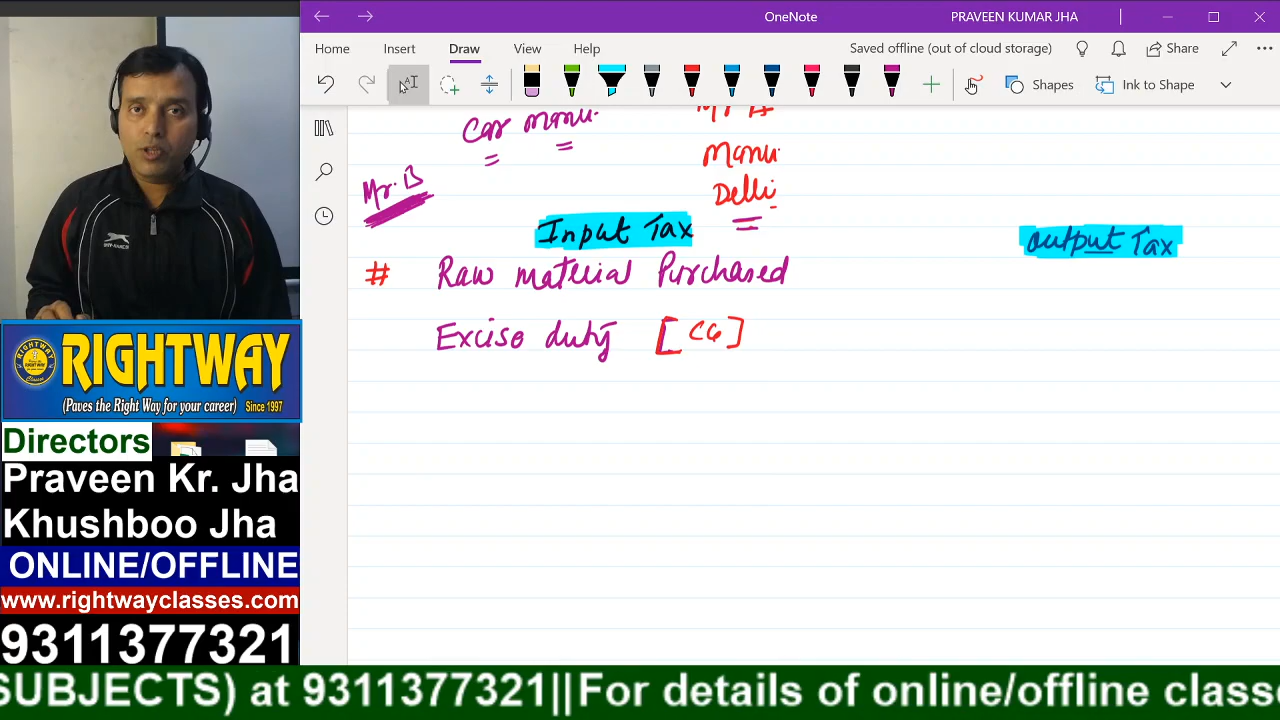 OneNote
PRAVEEN KUMAR JHA
Home Insert Draw View Help
Saved offline (out of cloud storage)
Share
Shapes
Ink to Shape
Car manu.
Manu.
Delhi
Mr. B
Input Tax
Output Tax
# Raw material Purchased
Excise duty [CG]
RIGHTWAY
(Paves the Right Way for your career) Since 1997
Directors
Praveen Kr. Jha
Khushboo Jha
ONLINE/OFFLINE
www.rightwayclasses.com
9311377321
SUBJECTS) at 9311377321||For details of online/offline classe